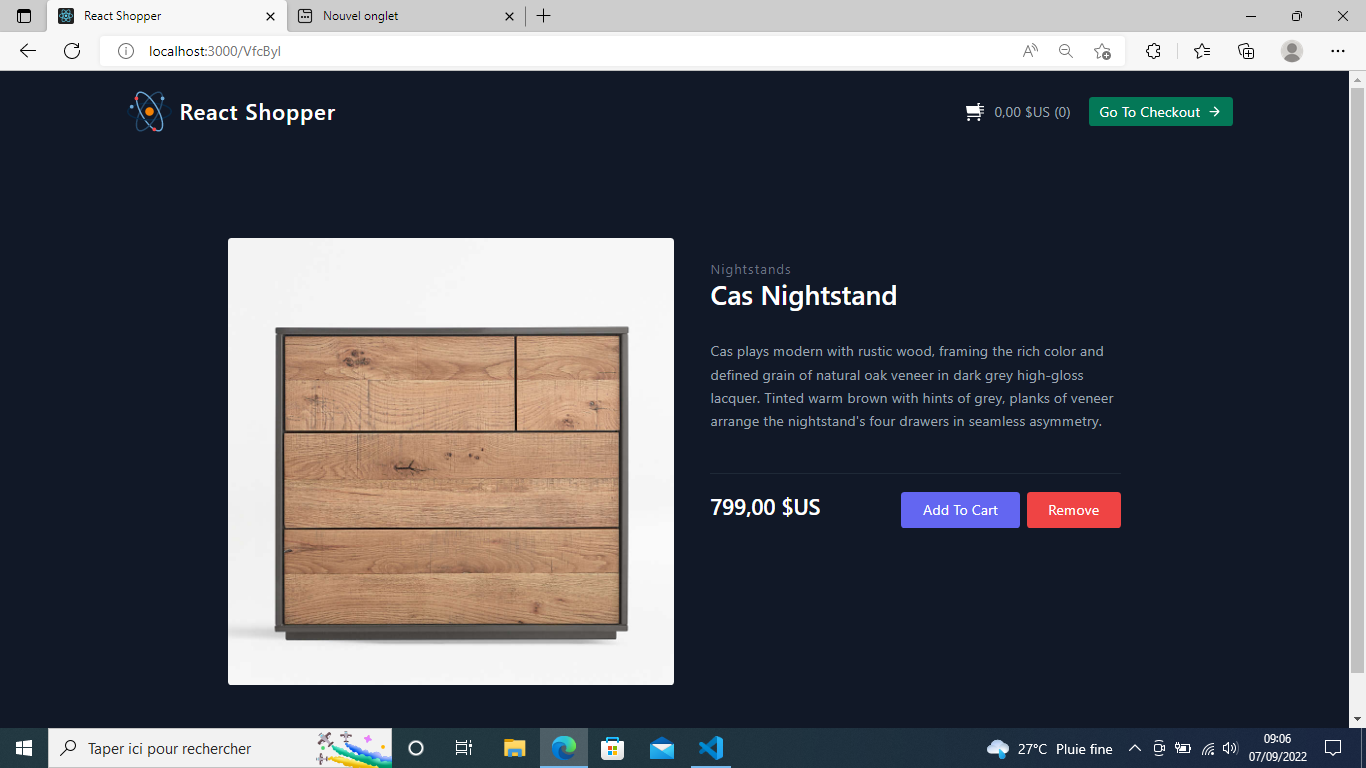 React Shopper
Nouvel onglet
localhost:3000/VfcByl
React Shopper
0,00 $US (0)
Go To Checkout →
Nightstands
Cas Nightstand
Cas plays modern with rustic wood, framing the rich color and
defined grain of natural oak veneer in dark grey high-gloss
lacquer. Tinted warm brown with hints of grey, planks of veneer
arrange the nightstand's four drawers in seamless asymmetry.
799,00 $US
Add To Cart
Remove
Taper ici pour rechercher
27°C Pluie fine
09:06
07/09/2022